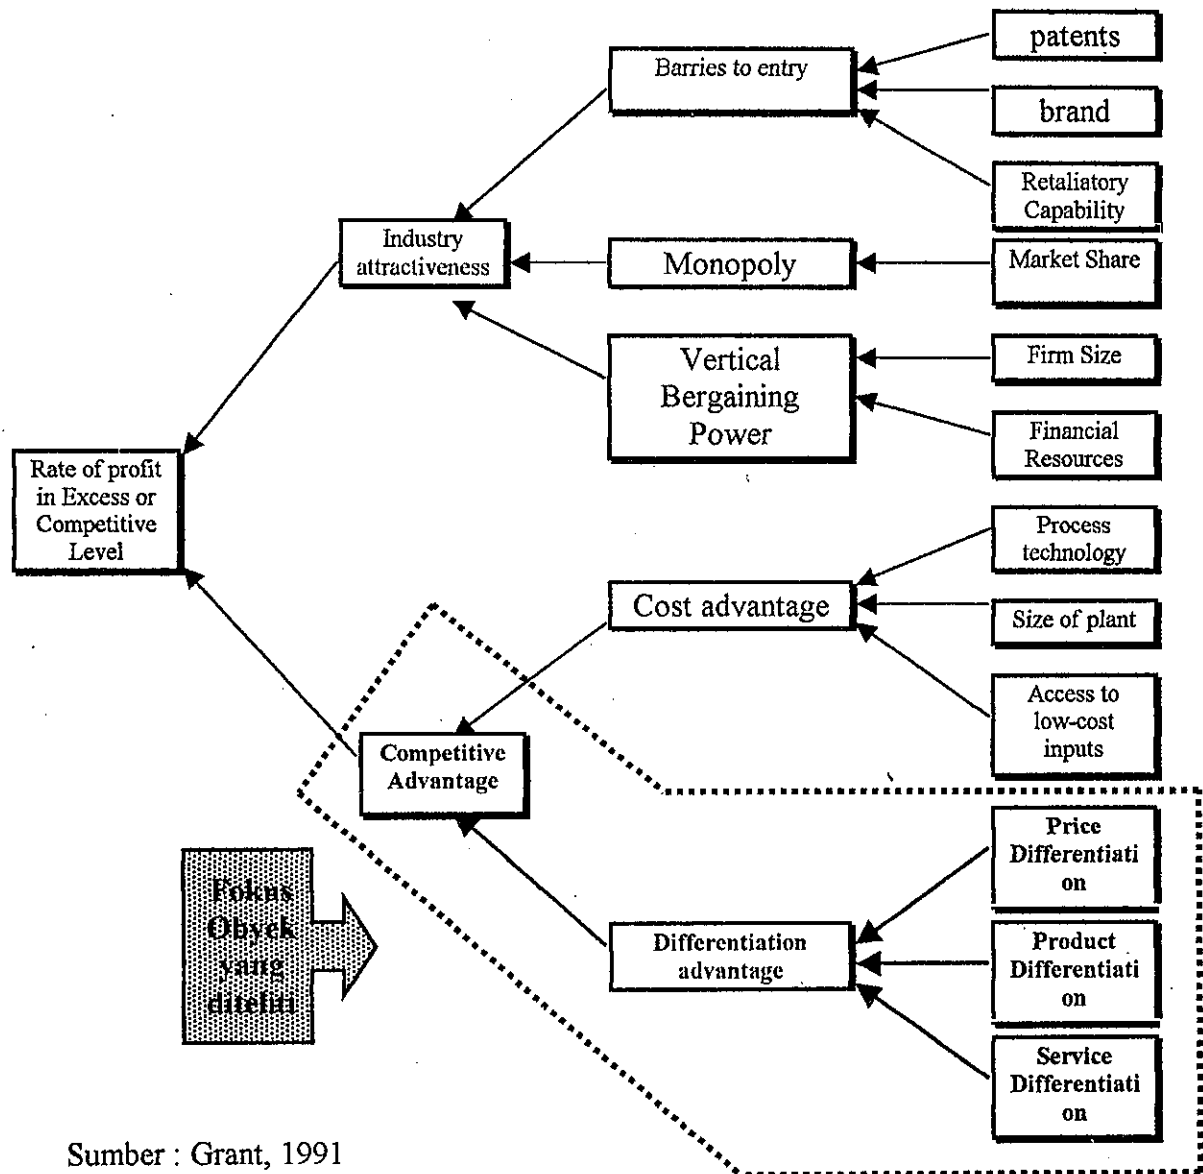 patents
Barries to entry
brand
Retaliatory
Capability
Industry
attractiveness
Monopoly
Market Share
Vertical
Bergaining
Power
Firm Size
Financial
Resources
Rate of profit
in Excess or
Competitive
Level
Process
technology
Cost advantage
Size of plant
Access to
low-cost
inputs
Competitive
Advantage
Price
Differentiati
on
Fokus
Obyek
yang
diteliti
Differentiation
advantage
Product
Differentiati
on
Service
Differentiati
on
Sumber : Grant, 1991